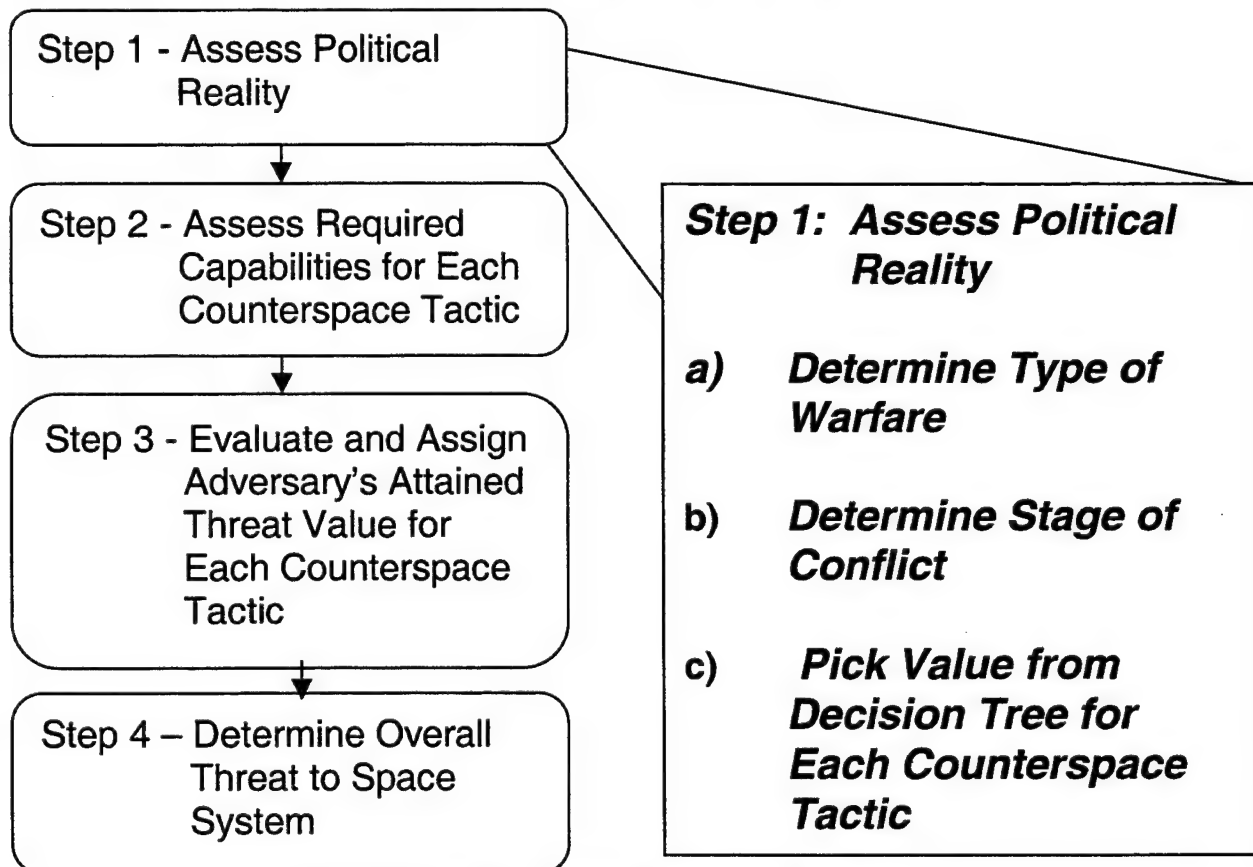 Step 1 - Assess Political
Reality
Step 2 - Assess Required
Capabilities for Each
Counterspace Tactic
Step 3 - Evaluate and Assign
Adversary’s Attained
Threat Value for
Each Counterspace
Tactic
Step 4 – Determine Overall
Threat to Space
System
Step 1: Assess Political
Reality
a) Determine Type of
Warfare
b) Determine Stage of
Conflict
c) Pick Value from
Decision Tree for
Each Counterspace
Tactic